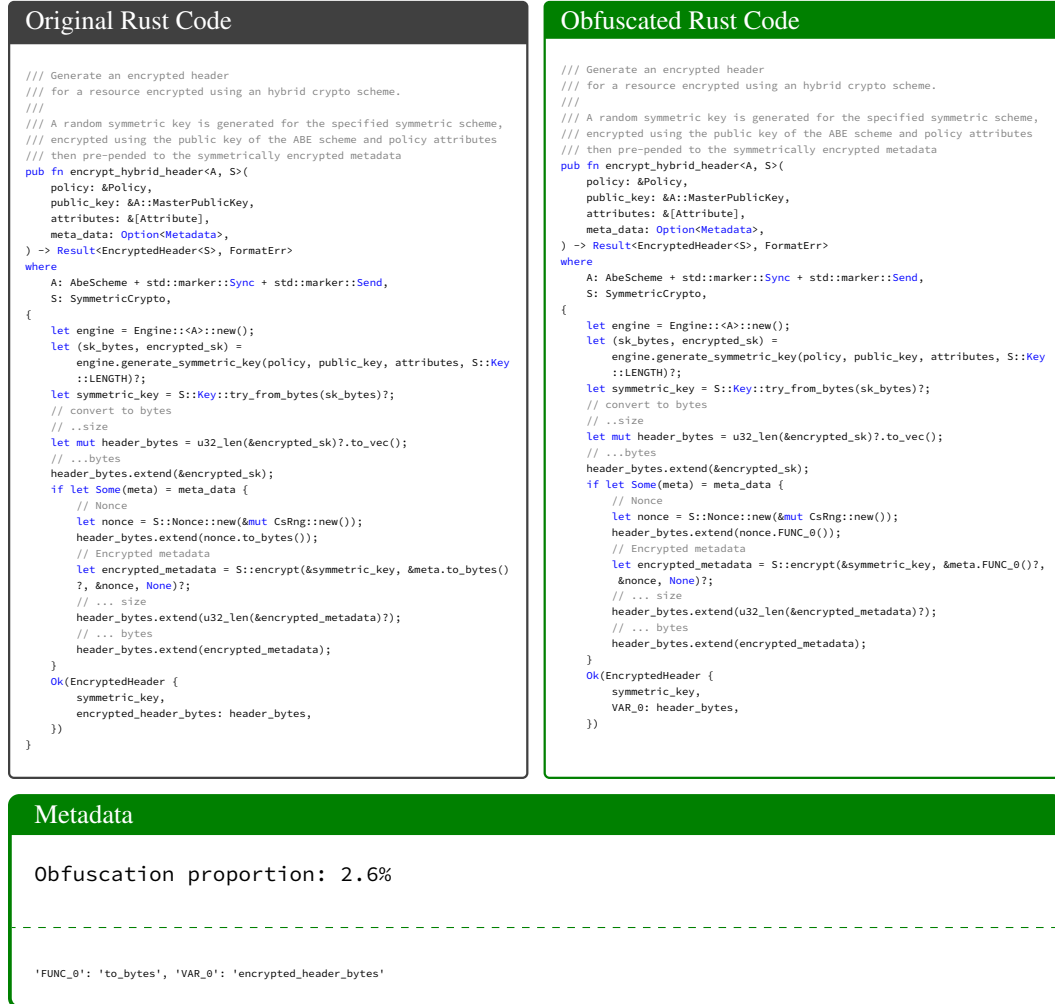 Original Rust Code
/// Generate an encrypted header
/// for a resource encrypted using an hybrid crypto scheme.
///
/// A random symmetric key is generated for the specified symmetric scheme,
/// encrypted using the public key of the ABE scheme and policy attributes
/// then pre-pended to the symmetrically encrypted metadata
pub fn encrypt_hybrid_header<A, S>(
    policy: &Policy,
    public_key: &A::MasterPublicKey,
    attributes: &[Attribute],
    meta_data: Option<Metadata>,
) -> Result<EncryptedHeader<S>, FormatErr>
where
    A: AbeScheme + std::marker::Sync + std::marker::Send,
    S: SymmetricCrypto,
{
    let engine = Engine::<A>::new();
    let (sk_bytes, encrypted_sk) =
        engine.generate_symmetric_key(policy, public_key, attributes, S::Key
        ::LENGTH)?;
    let symmetric_key = S::Key::try_from_bytes(sk_bytes)?;
    // convert to bytes
    // ..size
    let mut header_bytes = u32_len(&encrypted_sk)?.to_vec();
    // ...bytes
    header_bytes.extend(&encrypted_sk);
    if let Some(meta) = meta_data {
        // Nonce
        let nonce = S::Nonce::new(&mut CsRng::new());
        header_bytes.extend(nonce.to_bytes());
        // Encrypted metadata
        let encrypted_metadata = S::encrypt(&symmetric_key, &meta.to_bytes()
        ?, &nonce, None)?;
        // ... size
        header_bytes.extend(u32_len(&encrypted_metadata)?);
        // ... bytes
        header_bytes.extend(encrypted_metadata);
    }
    Ok(EncryptedHeader {
        symmetric_key,
        encrypted_header_bytes: header_bytes,
    })
}
Obfuscated Rust Code
/// Generate an encrypted header
/// for a resource encrypted using an hybrid crypto scheme.
///
/// A random symmetric key is generated for the specified symmetric scheme,
/// encrypted using the public key of the ABE scheme and policy attributes
/// then pre-pended to the symmetrically encrypted metadata
pub fn encrypt_hybrid_header<A, S>(
    policy: &Policy,
    public_key: &A::MasterPublicKey,
    attributes: &[Attribute],
    meta_data: Option<Metadata>,
) -> Result<EncryptedHeader<S>, FormatErr>
where
    A: AbeScheme + std::marker::Sync + std::marker::Send,
    S: SymmetricCrypto,
{
    let engine = Engine::<A>::new();
    let (sk_bytes, encrypted_sk) =
        engine.generate_symmetric_key(policy, public_key, attributes, S::Key
        ::LENGTH)?;
    let symmetric_key = S::Key::try_from_bytes(sk_bytes)?;
    // convert to bytes
    // ..size
    let mut header_bytes = u32_len(&encrypted_sk)?.to_vec();
    // ...bytes
    header_bytes.extend(&encrypted_sk);
    if let Some(meta) = meta_data {
        // Nonce
        let nonce = S::Nonce::new(&mut CsRng::new());
        header_bytes.extend(nonce.FUNC_0());
        // Encrypted metadata
        let encrypted_metadata = S::encrypt(&symmetric_key, &meta.FUNC_0()?,
         &nonce, None)?;
        // ... size
        header_bytes.extend(u32_len(&encrypted_metadata)?);
        // ... bytes
        header_bytes.extend(encrypted_metadata);
    }
    Ok(EncryptedHeader {
        symmetric_key,
        VAR_0: header_bytes,
    })
Metadata
Obfuscation proportion: 2.6%
'FUNC_0': 'to_bytes', 'VAR_0': 'encrypted_header_bytes'